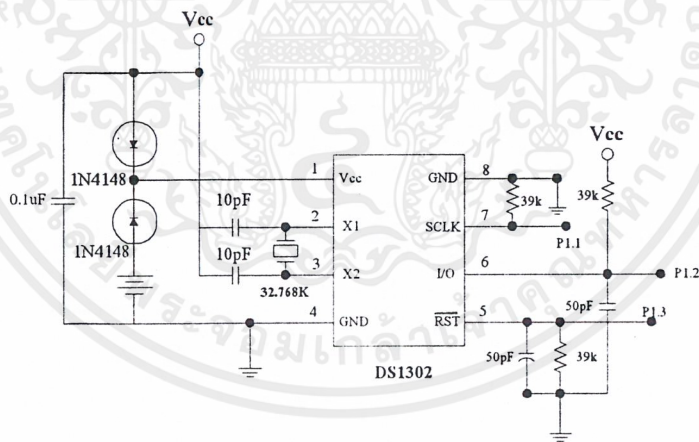 Vcc
Vcc
1N4148
0.1uF
1N4148
10pF
10pF
32.768K
1
2
3
4
Vcc
X1
X2
GND
GND
SCLK
I/O
RST
8
7
6
5
DS1302
39k
P1.1
39k
P1.2
50pF
P1.3
50pF
39k